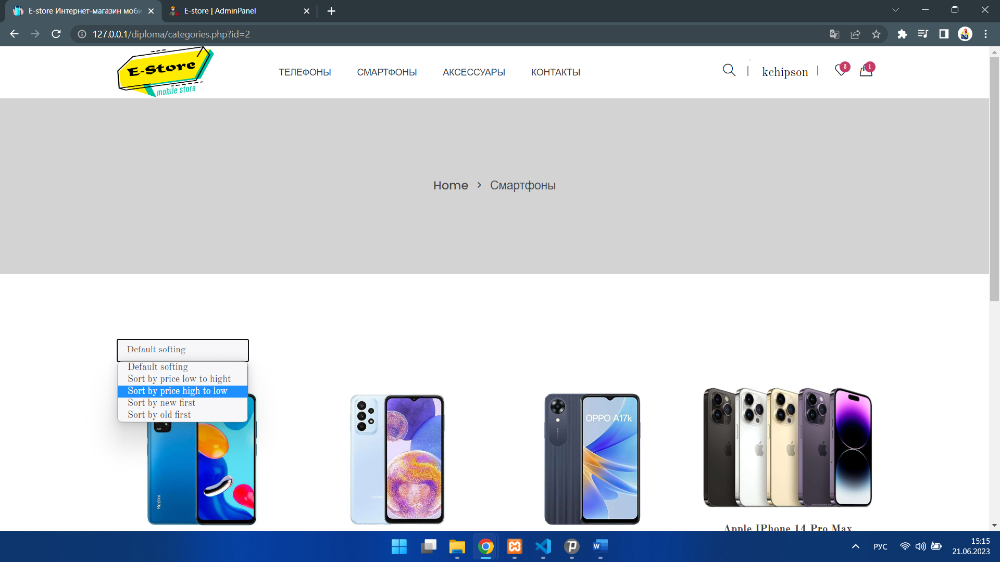 E-store Интернет-магазин моби
E-store | AdminPanel
127.0.0.1/diploma/categories.php?id=2
E-Store
mobile store
ТЕЛЕФОНЫ
СМАРТФОНЫ
АКСЕССУАРЫ
КОНТАКТЫ
kchipson
3
1
Home > Смартфоны
Default softing
Default softing
Sort by price low to hight
Sort by price high to low
Sort by new first
Sort by old first
Redmi
SAMSUNG
OPPO A17k
Apple IPhone 14 Pro Max
РУС
15:15
21.06.2023